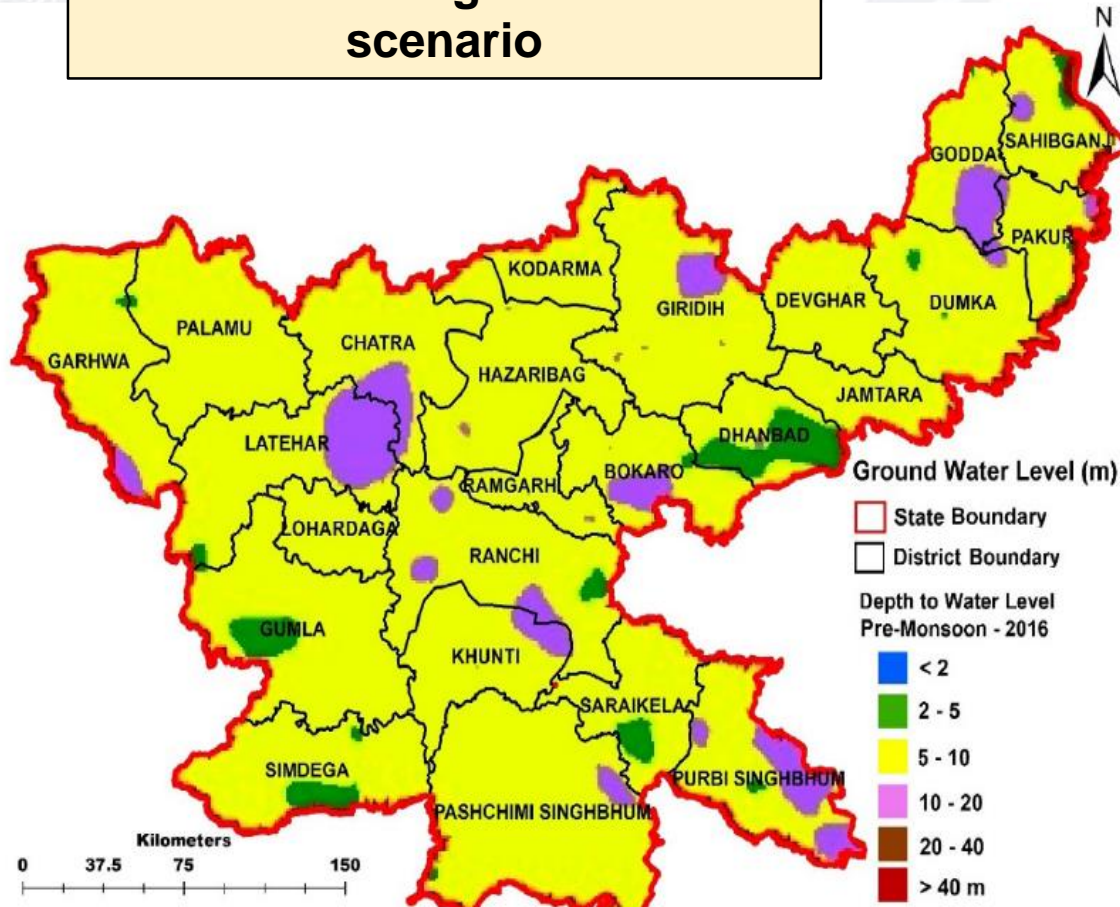 scenario
N
SAHIBGANJ
GODDA
PAKUR
KODARMA
GIRIDIH
DEVGHAR
DUMKA
PALAMU
CHATRA
GARHWA
HAZARIBAG
JAMTARA
LATEHAR
DHANBAD
BOKARO
RAMGARH
LOHARDAGA
RANCHI
GUMLA
KHUNTI
SARAIKELA
SIMDEGA
PURBI SINGHBHUM
PASHCHIMI SINGHBHUM
Ground Water Level (m)
State Boundary
District Boundary
Depth to Water Level
Pre-Monsoon - 2016
< 2
2 - 5
5 - 10
10 - 20
20 - 40
> 40 m
Kilometers
0 37.5 75 150